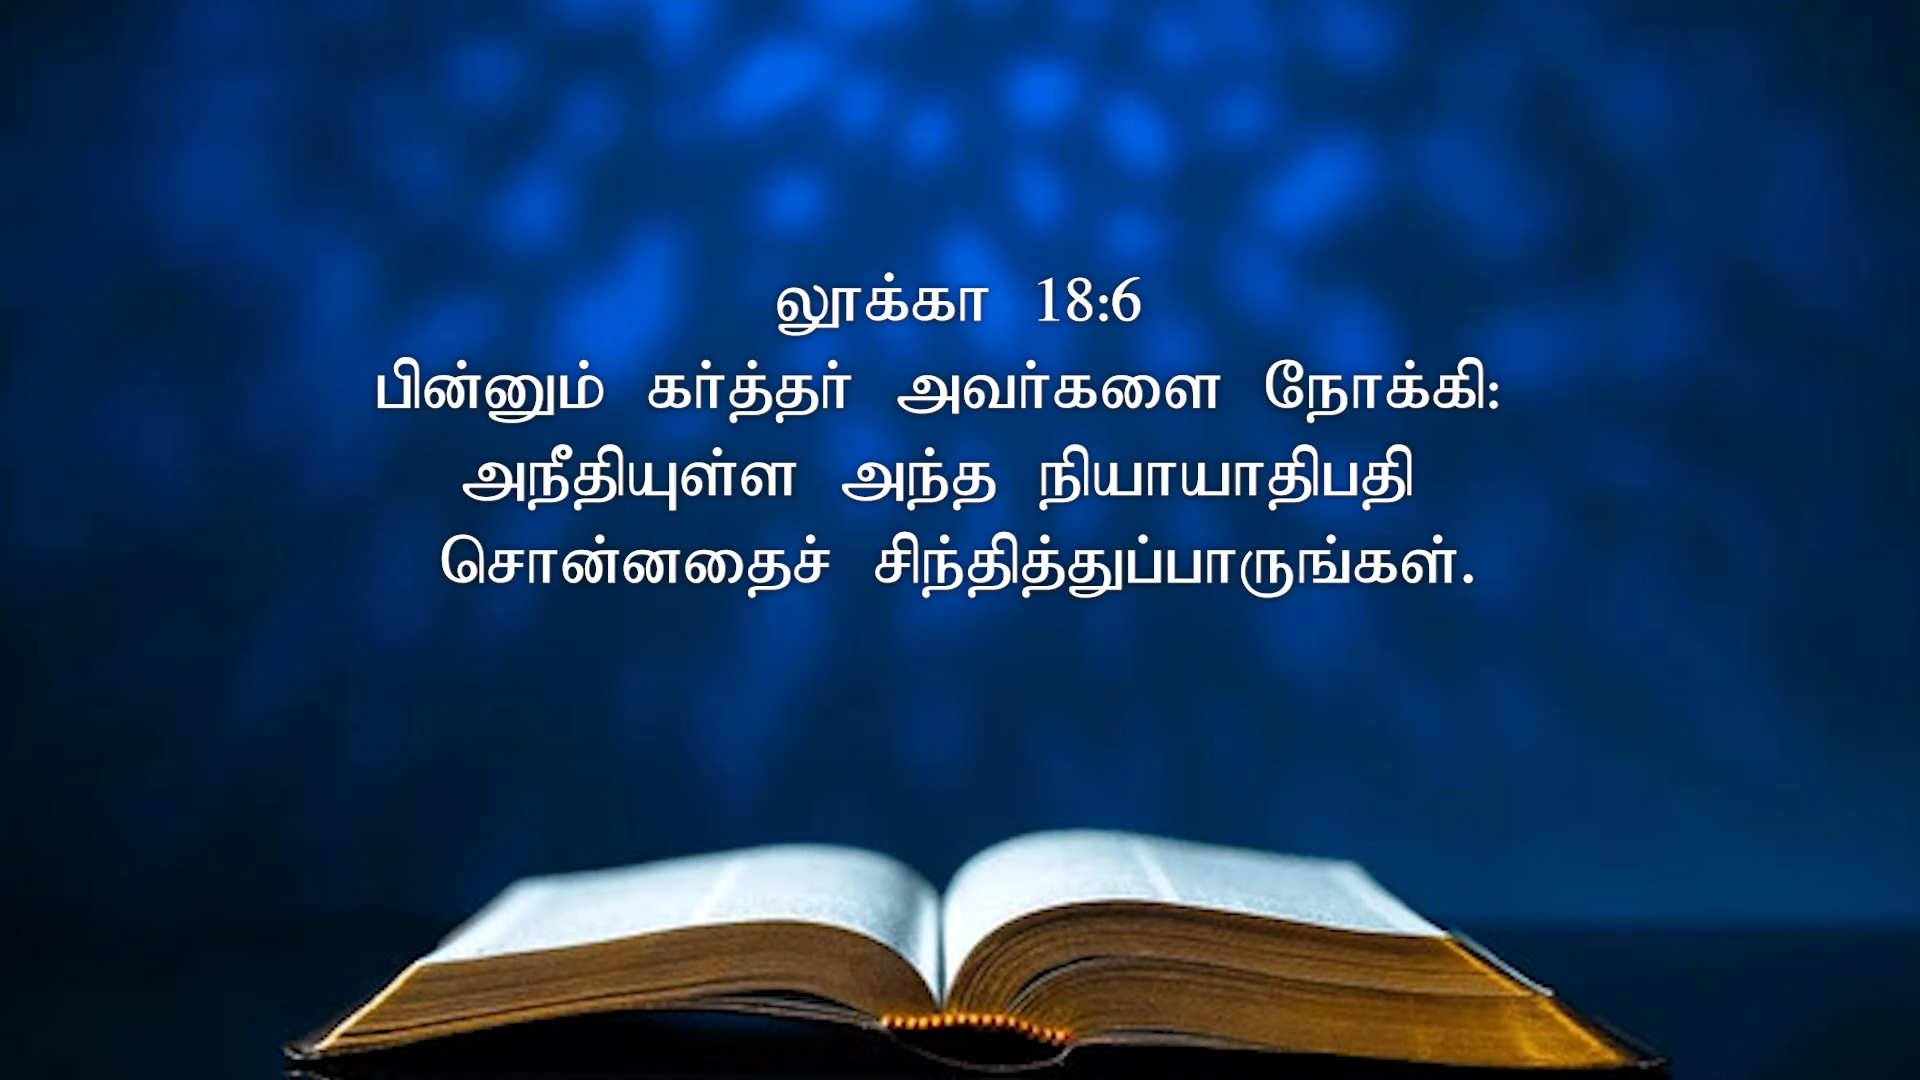 லூக்கா 18:6
பின்னும் கர்த்தர் அவர்களை நோக்கி:
அநீதியுள்ள அந்த நியாயாதிபதி
சொன்னதைச் சிந்தித்துப்பாருங்கள்.